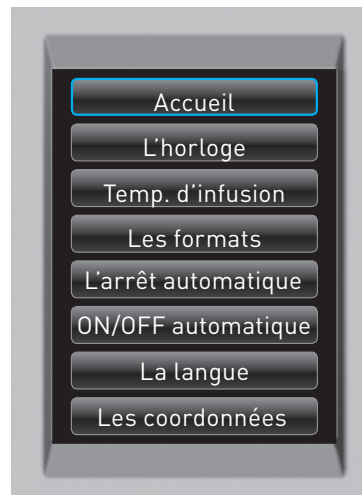 Accueil
L'horloge
Temp. d'infusion
Les formats
L'arrêt automatique
ON/OFF automatique
La langue
Les coordonnées